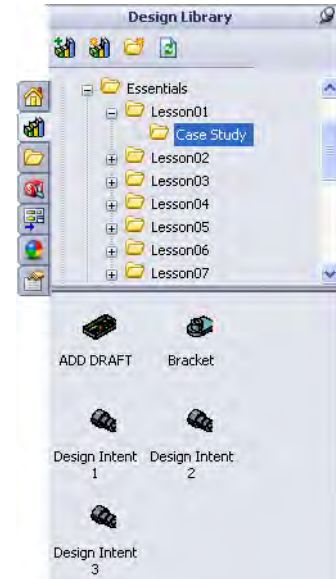 Design Library
Essentials
Lesson01
Case Study
Lesson02
Lesson03
Lesson04
Lesson05
Lesson06
Lesson07
ADD DRAFT Bracket
Design Intent Design Intent
1 2
Design Intent
3